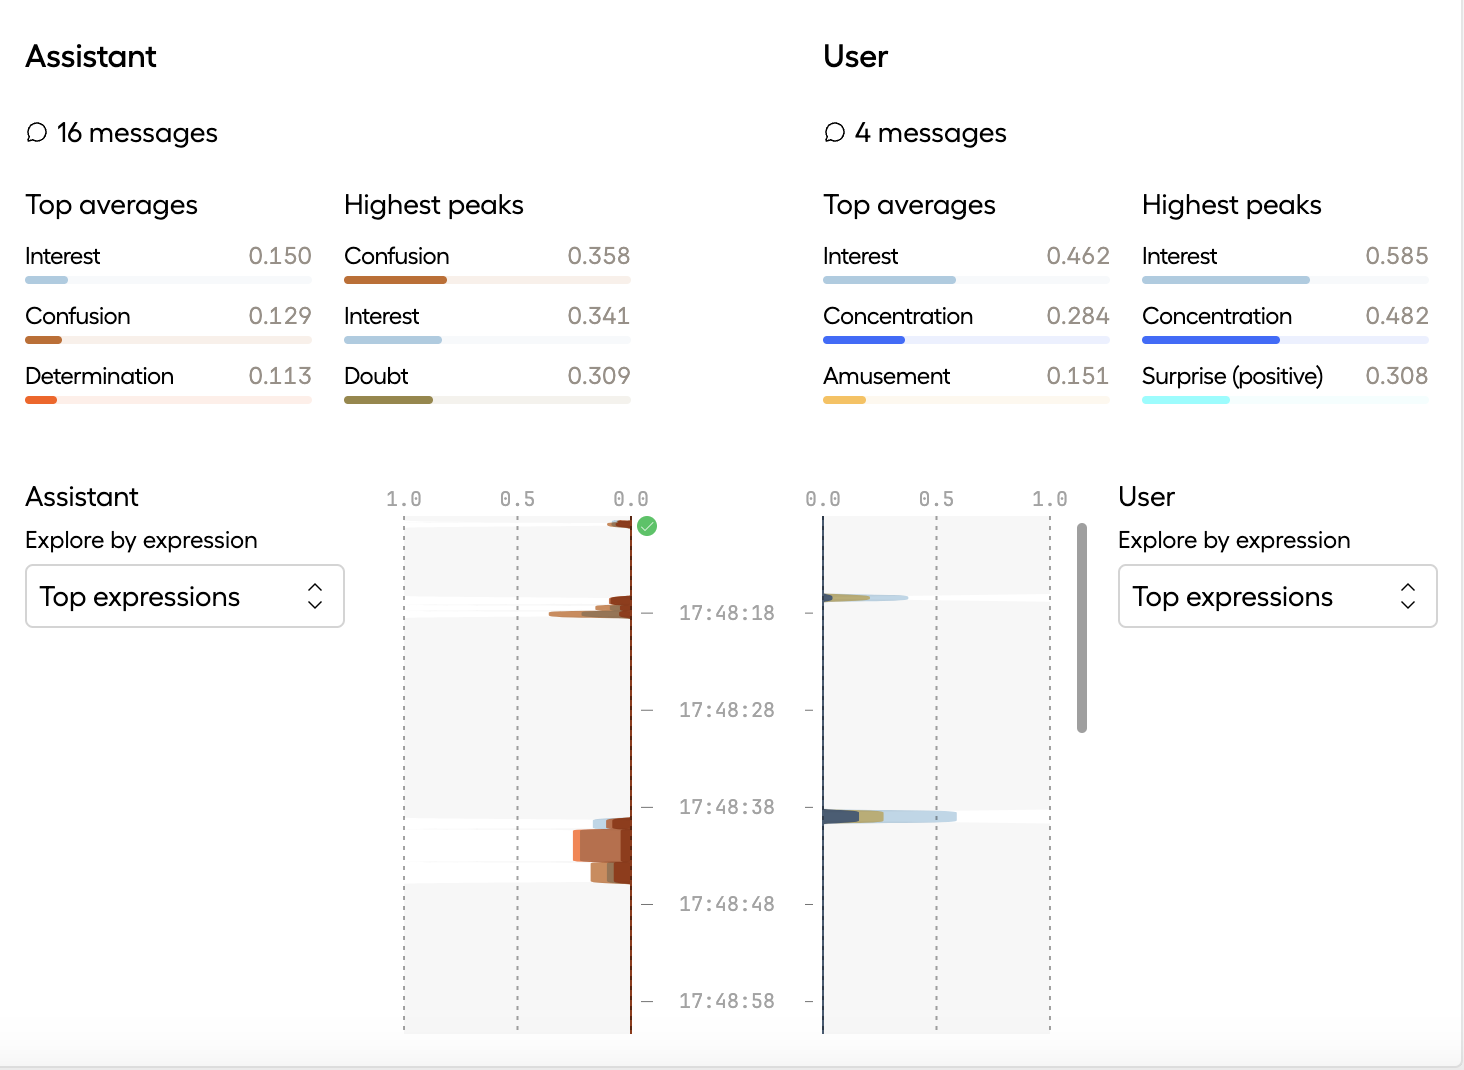 Assistant
16 messages
Top averages
Interest 0.150
Confusion 0.129
Determination 0.113
Highest peaks
Confusion 0.358
Interest 0.341
Doubt 0.309
User
4 messages
Top averages
Interest 0.462
Concentration 0.284
Amusement 0.151
Highest peaks
Interest 0.585
Concentration 0.482
Surprise (positive) 0.308
Assistant
Explore by expression
Top expressions
1.0 0.5 0.0
17:48:18
17:48:28
17:48:38
17:48:48
17:48:58
0.0 0.5 1.0
User
Explore by expression
Top expressions